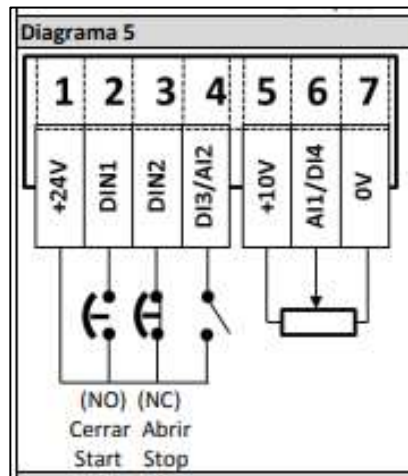 Diagrama 5
1 2 3 4 5 6 7
+24V DIN1 DIN2 DI3/AI2 +10V AI1/DI4 0V
(NO) (NC)
Cerrar Abrir
Start Stop